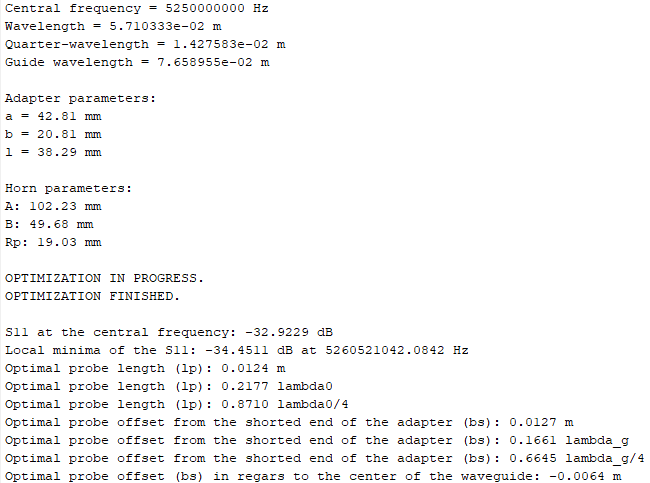 Central frequency = 5250000000 Hz
Wavelength = 5.710333e-02 m
Quarter-wavelength = 1.427583e-02 m
Guide wavelength = 7.658955e-02 m
Adapter parameters:
a = 42.81 mm
b = 20.81 mm
l = 38.29 mm
Horn parameters:
A: 102.23 mm
B: 49.68 mm
Rp: 19.03 mm
OPTIMIZATION IN PROGRESS.
OPTIMIZATION FINISHED.
S11 at the central frequency: -32.9229 dB
Local minima of the S11: -34.4511 dB at 5260521042.0842 Hz
Optimal probe length (lp): 0.0124 m
Optimal probe length (lp): 0.2177 lambda0
Optimal probe length (lp): 0.8710 lambda0/4
Optimal probe offset from the shorted end of the adapter (bs): 0.0127 m
Optimal probe offset from the shorted end of the adapter (bs): 0.1661 lambda_g
Optimal probe offset from the shorted end of the adapter (bs): 0.6645 lambda_g/4
Optimal probe offset (bs) in regars to the center of the waveguide: -0.0064 m